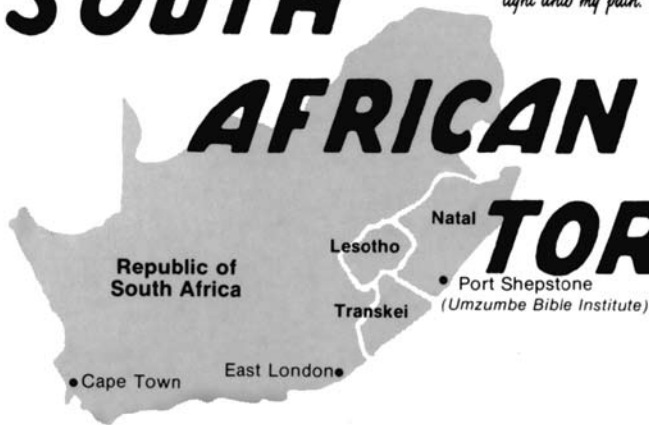 SOUTH
light unto my path.
AFRICAN
TOR
Natal
Lesotho
Republic of
South Africa
Port Shepstone
(Umzumbe Bible Institute)
Transkei
East London
Cape Town